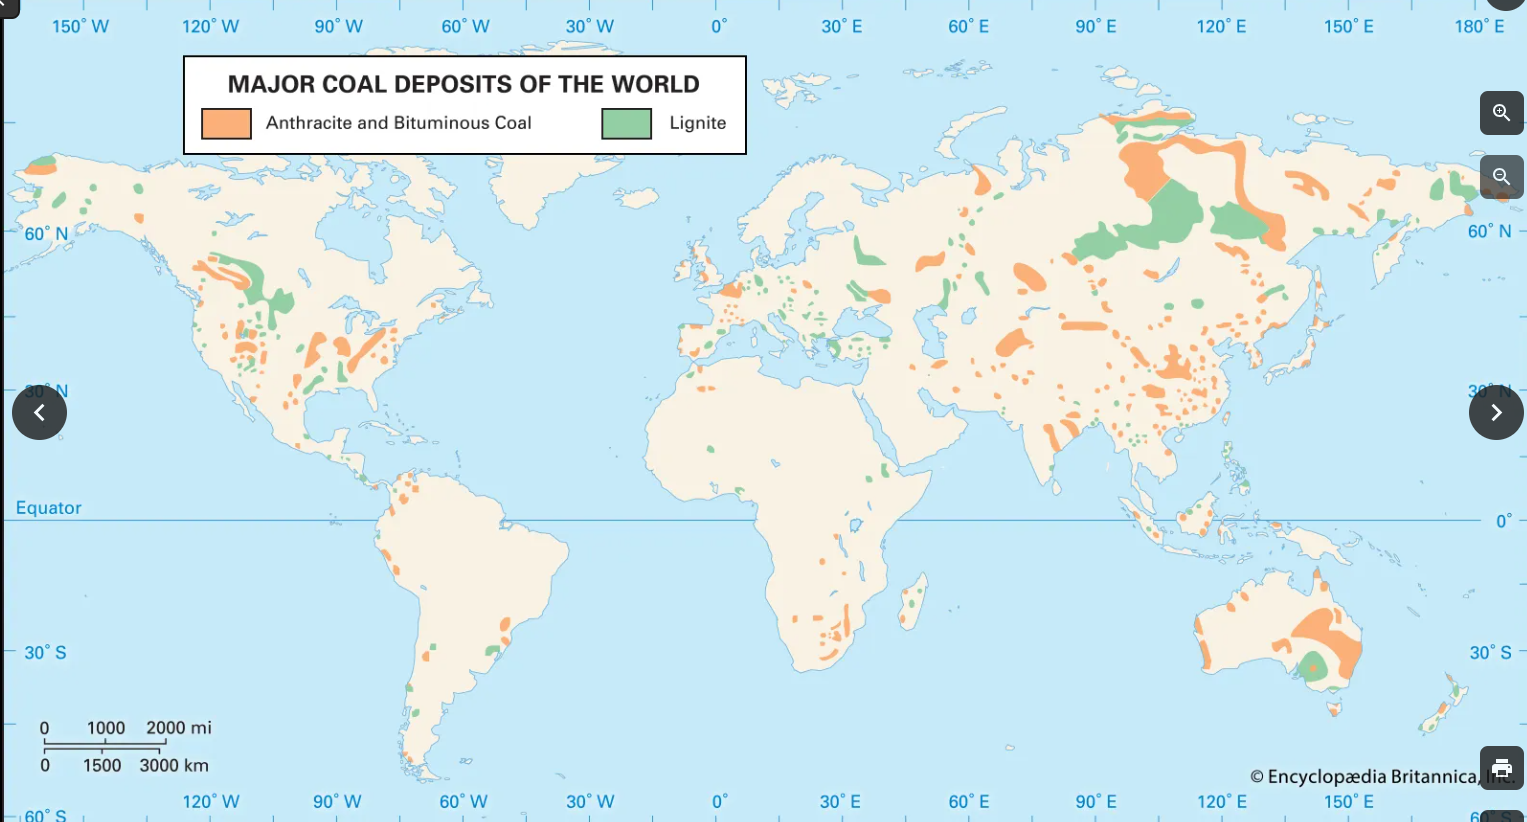 150° W 120° W 90° W 60° W 30° W 0° 30° E 60° E 90° E 120° E 150° E 180° E
MAJOR COAL DEPOSITS OF THE WORLD
Anthracite and Bituminous Coal Lignite
60° N 60° N
30° N 30° N
Equator 0°
30° S 30° S
0 1000 2000 mi
0 1500 3000 km
© Encyclopædia Britannica, Inc.
120° W 90° W 60° W 30° W 0° 30° E 60° E 90° E 120° E 150° E
60° S 60° S